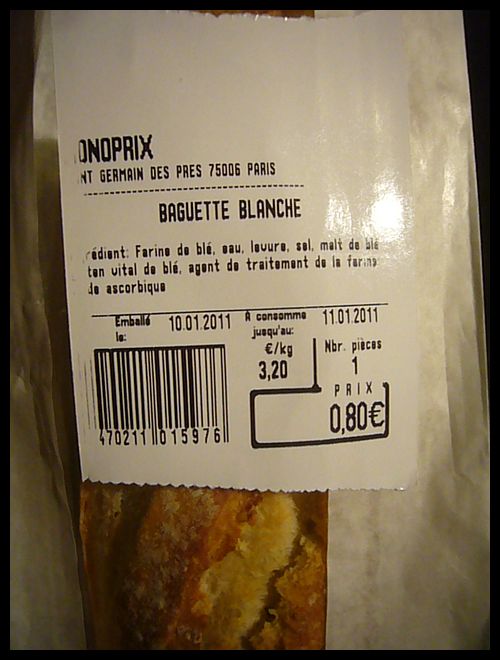 ONOPRIX
NT GERMAIN DES PRES 75006 PARIS
BAGUETTE BLANCHE
rédient: Farine de blé, eau, levure, sel, malt de blé
ten vital de blé, agent de traitement de la farine
de ascorbique
Emballé le: 10.01.2011 À consomme jusqu'au: 11.01.2011
€/kg Nbr. pièces
3,20 1
PRIX
0,80€
470211 015976